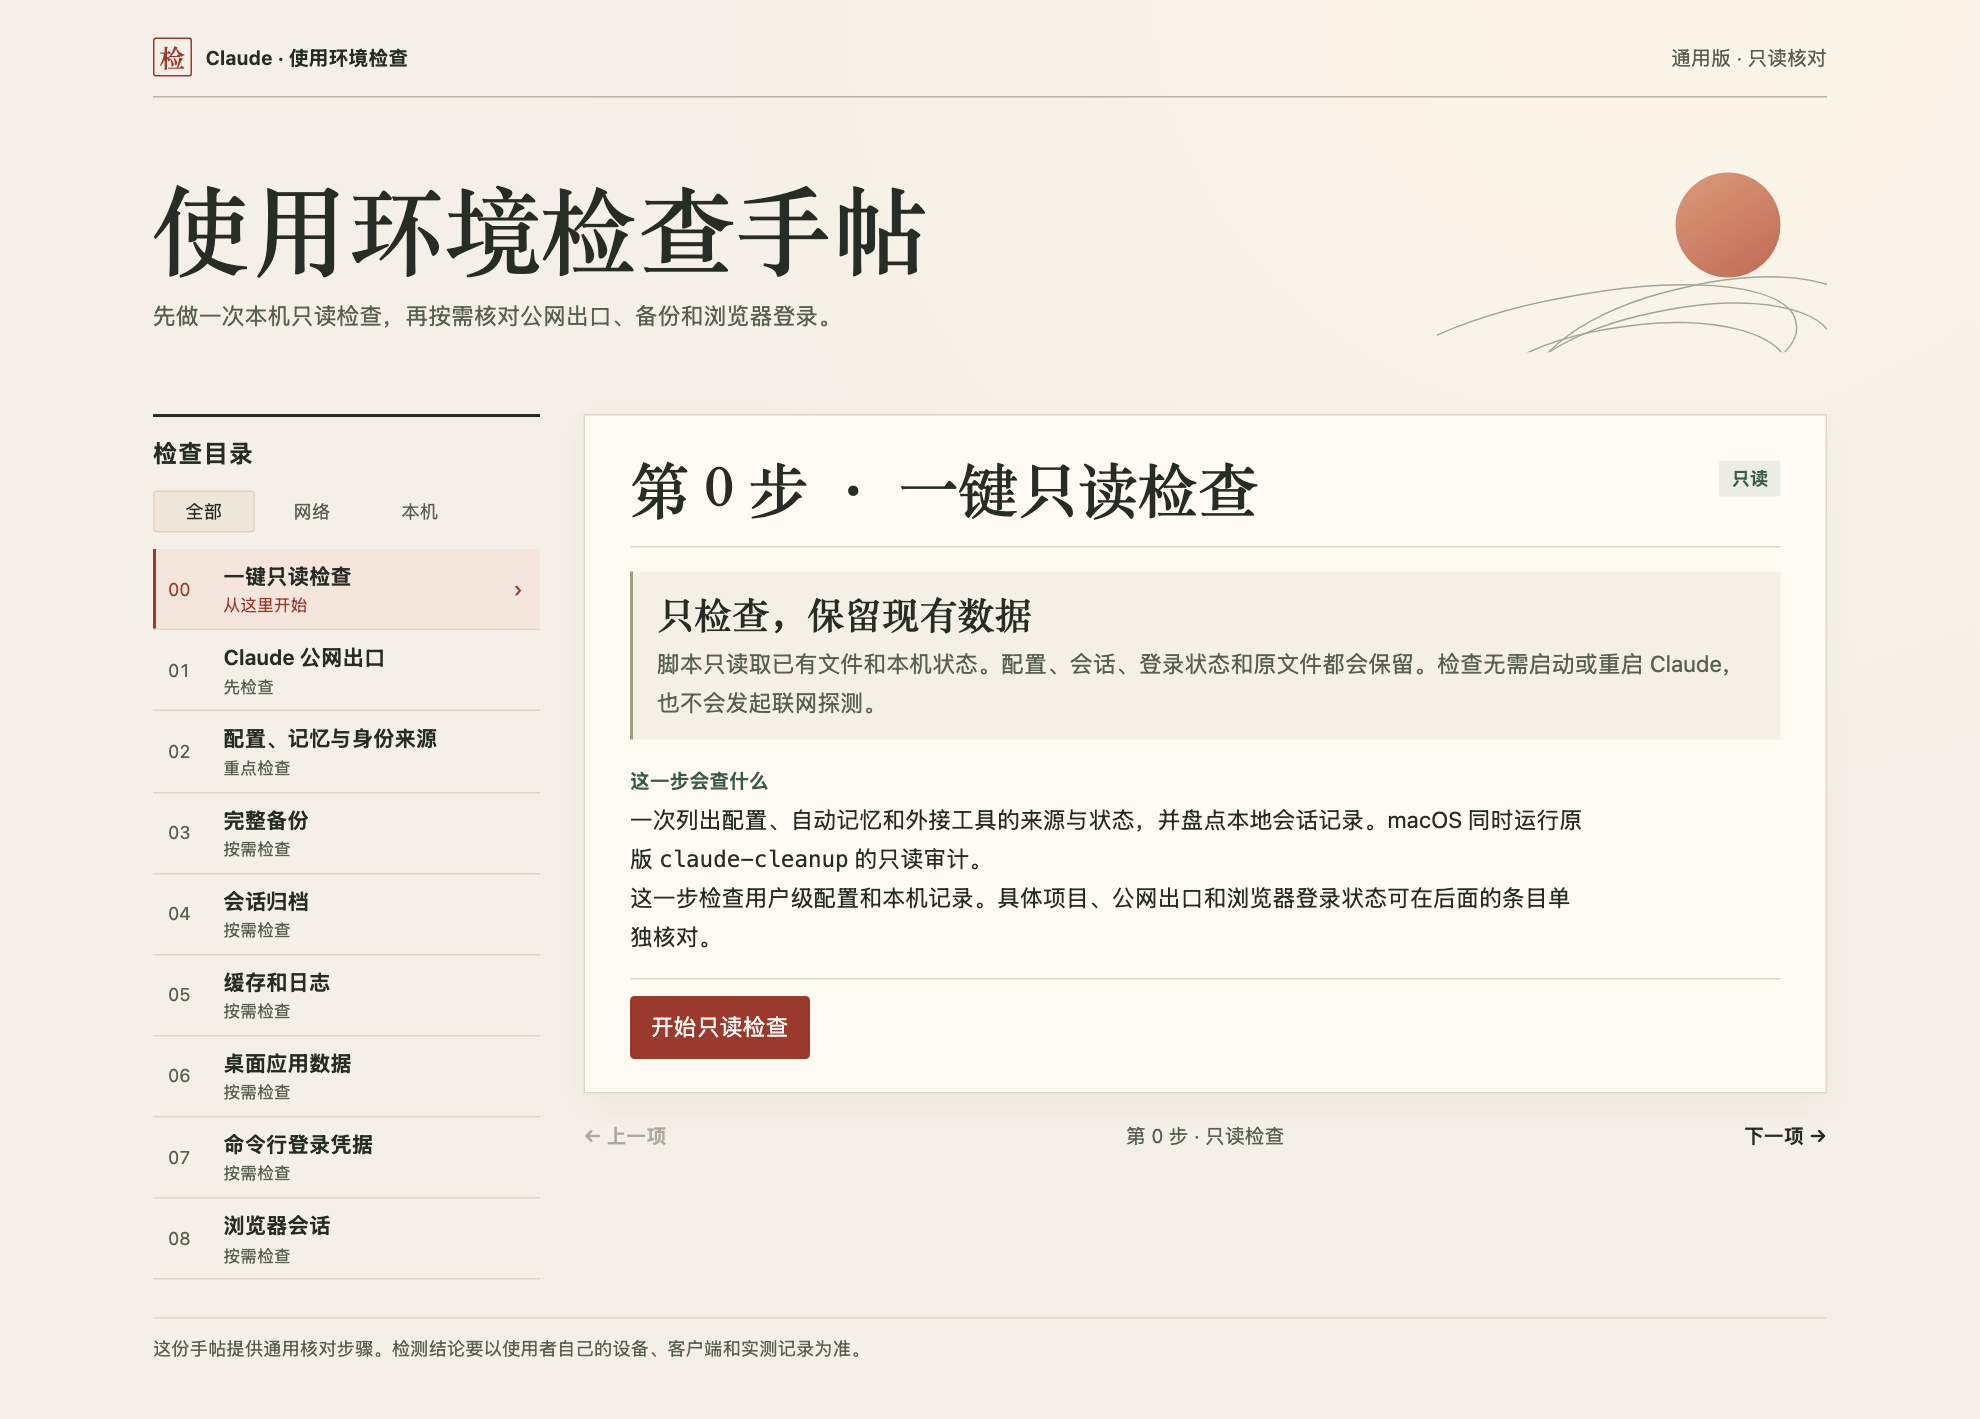 检
Claude · 使用环境检查
通用版 · 只读核对
使用环境检查手帖
先做一次本机只读检查，再按需核对公网出口、备份和浏览器登录。
检查目录
全部
网络
本机
00
一键只读检查
从这里开始
›
01
Claude 公网出口
先检查
02
配置、记忆与身份来源
重点检查
03
完整备份
按需检查
04
会话归档
按需检查
05
缓存和日志
按需检查
06
桌面应用数据
按需检查
07
命令行登录凭据
按需检查
08
浏览器会话
按需检查
第 0 步 · 一键只读检查
只读
只检查，保留现有数据
脚本只读取已有文件和本机状态。配置、会话、登录状态和原文件都会保留。检查无需启动或重启 Claude，
也不会发起联网探测。
这一步会查什么
一次列出配置、自动记忆和外接工具的来源与状态，并盘点本地会话记录。macOS 同时运行原
版 claude-cleanup 的只读审计。
这一步检查用户级配置和本机记录。具体项目、公网出口和浏览器登录状态可在后面的条目单
独核对。
开始只读检查
← 上一项
第 0 步 · 只读检查
下一项 →
这份手帖提供通用核对步骤。检测结论要以使用者自己的设备、客户端和实测记录为准。